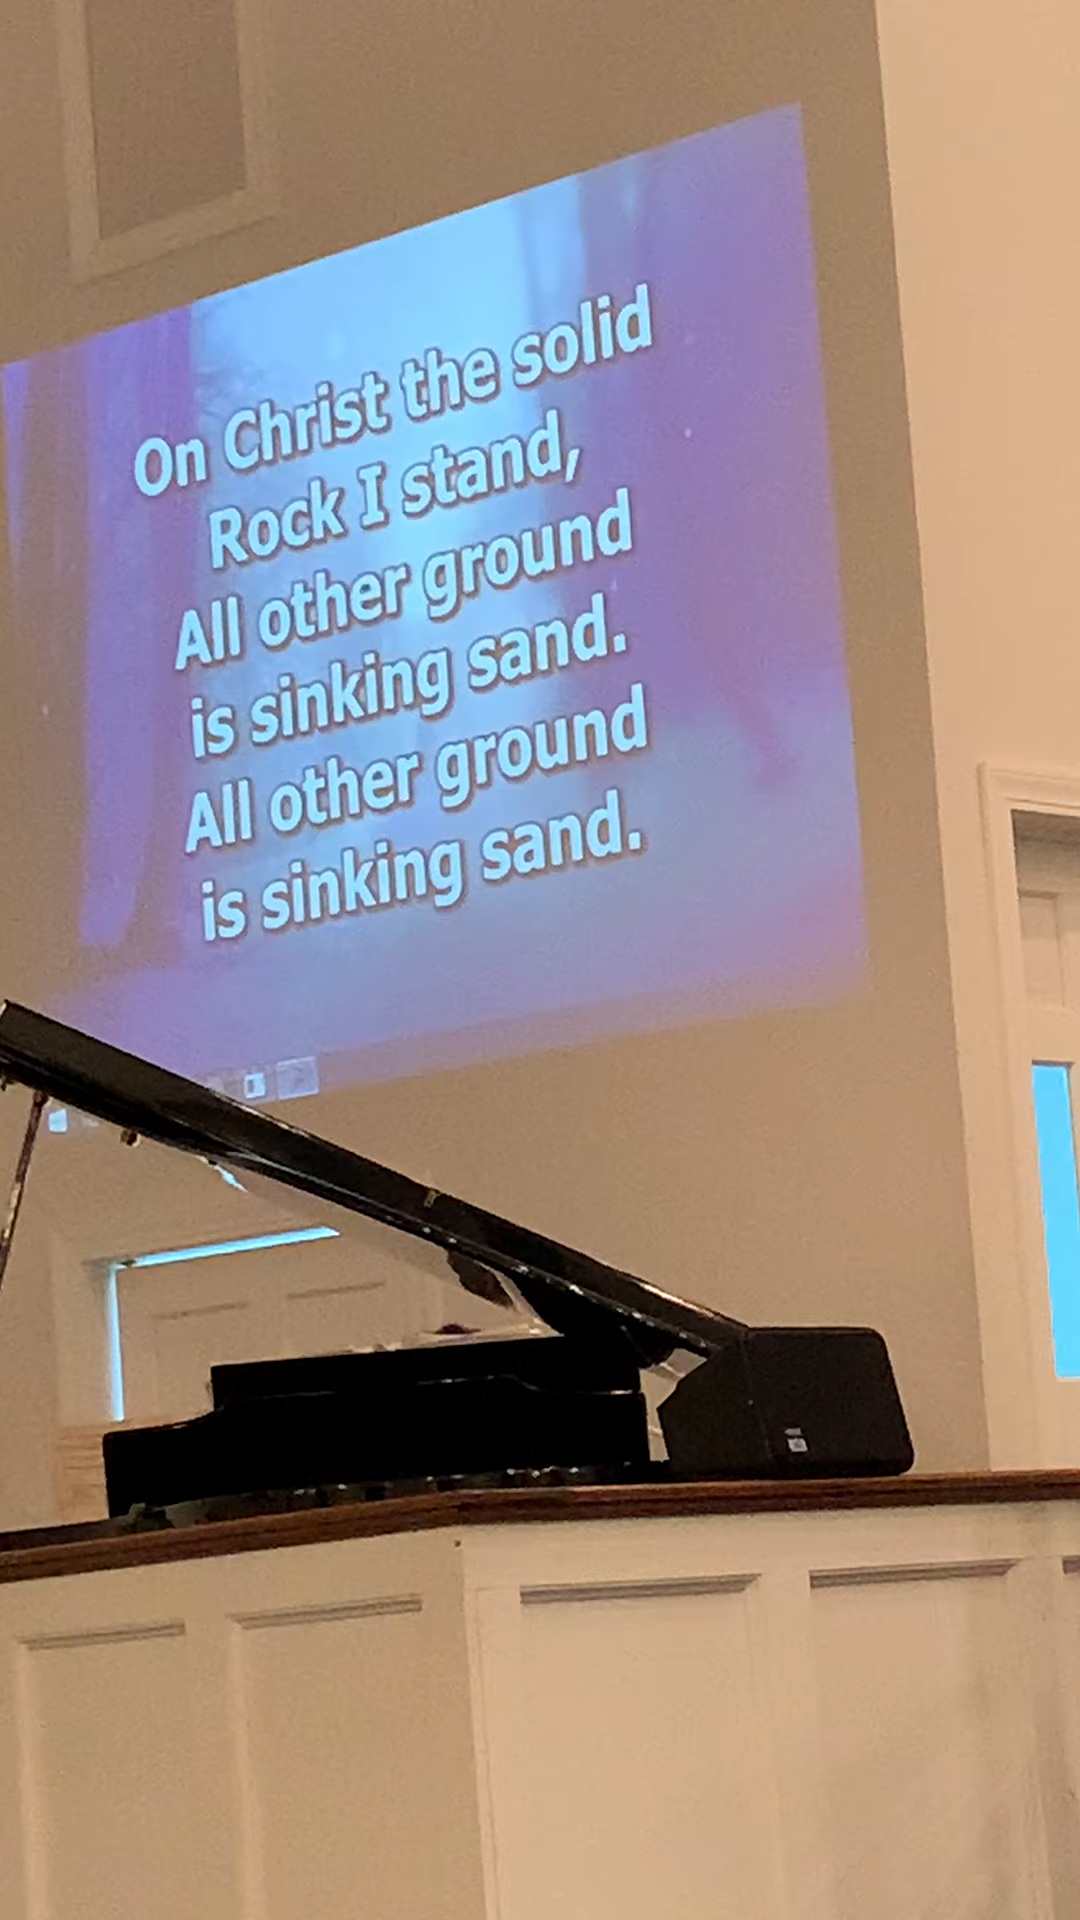 On Christ the solid
Rock I stand,
All other ground
is sinking sand.
All other ground
is sinking sand.